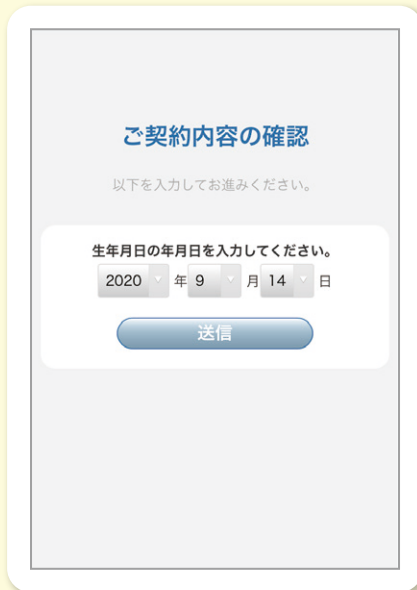 ご契約内容の確認
以下を入力してお進みください。
生年月日の年月日を入力してください。
2020 年 9 月 14 日
送信